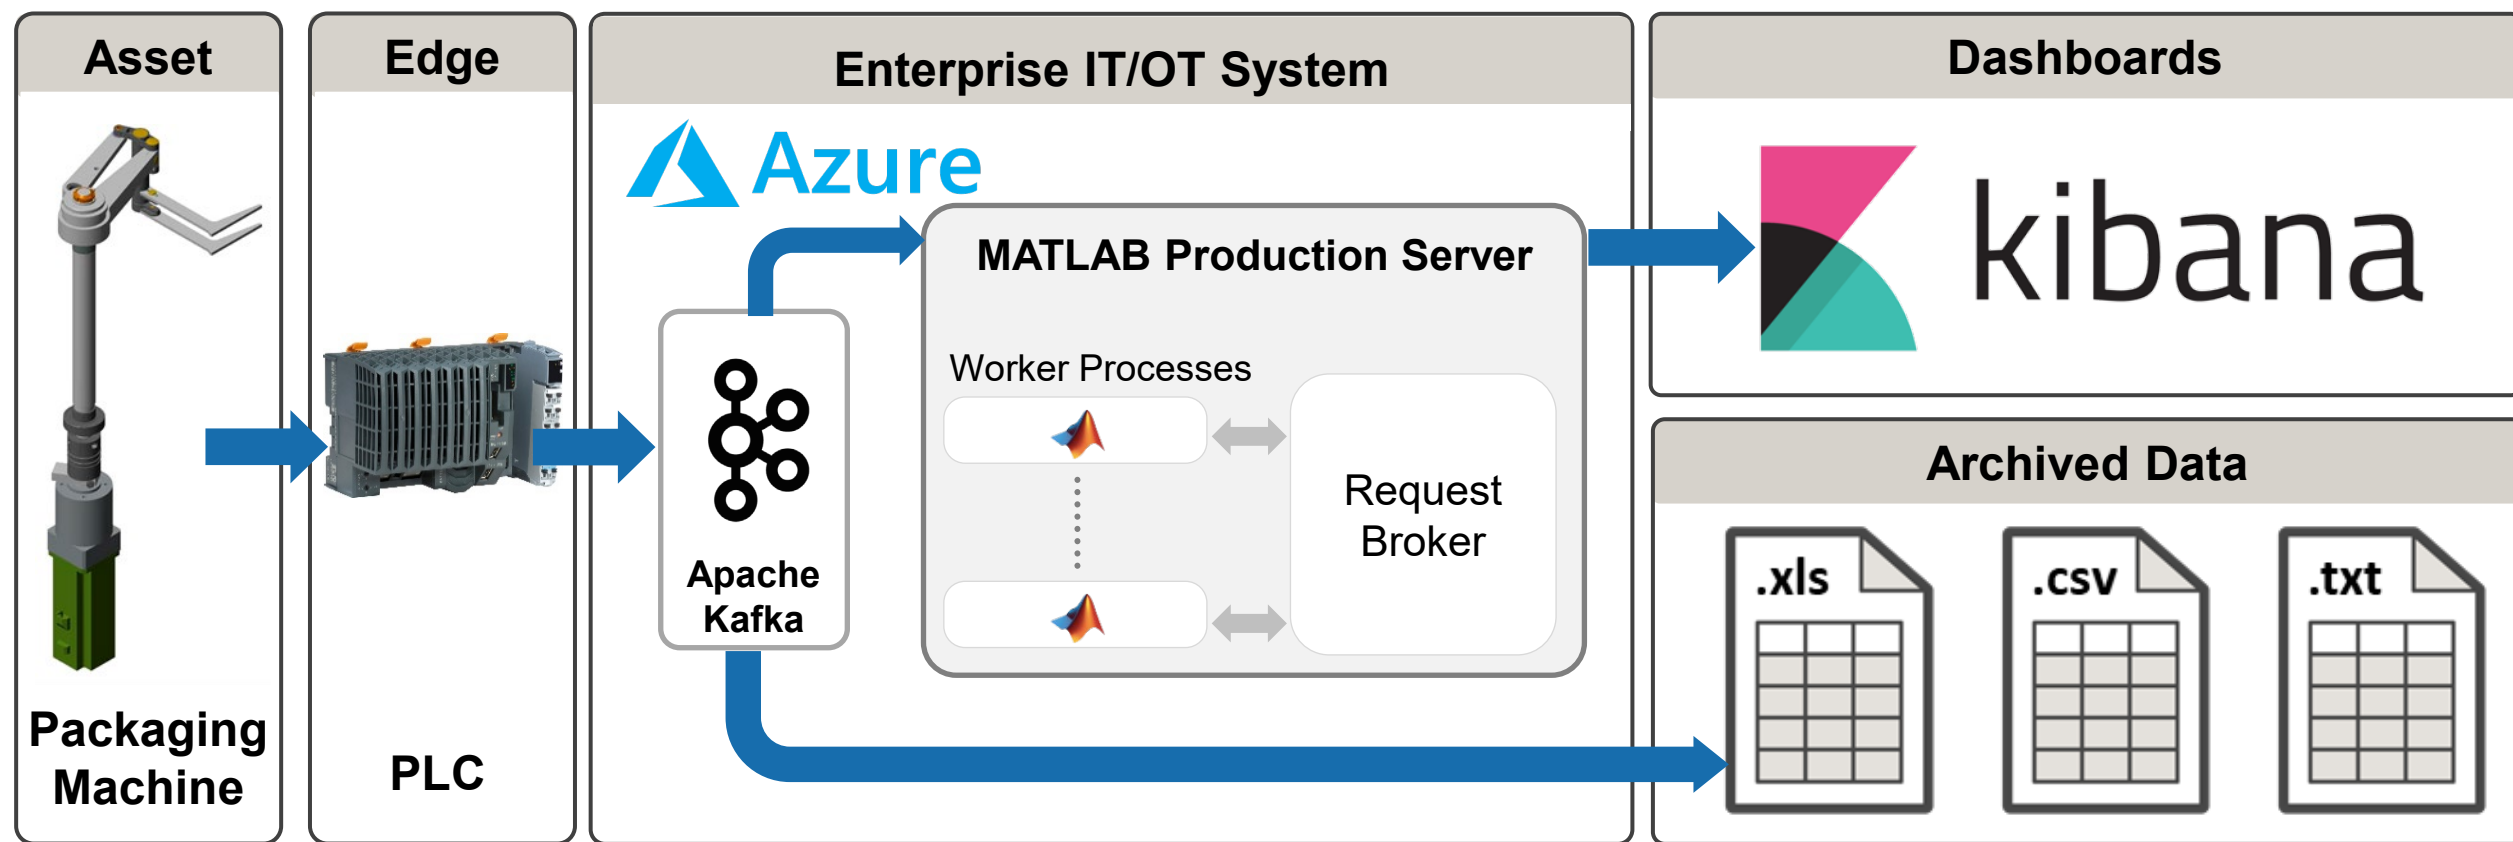 Asset
Packaging
Machine
Edge
PLC
Enterprise IT/OT System
Azure
Apache
Kafka
MATLAB Production Server
Worker Processes
Request
Broker
Dashboards
kibana
Archived Data
.xls
.csv
.txt